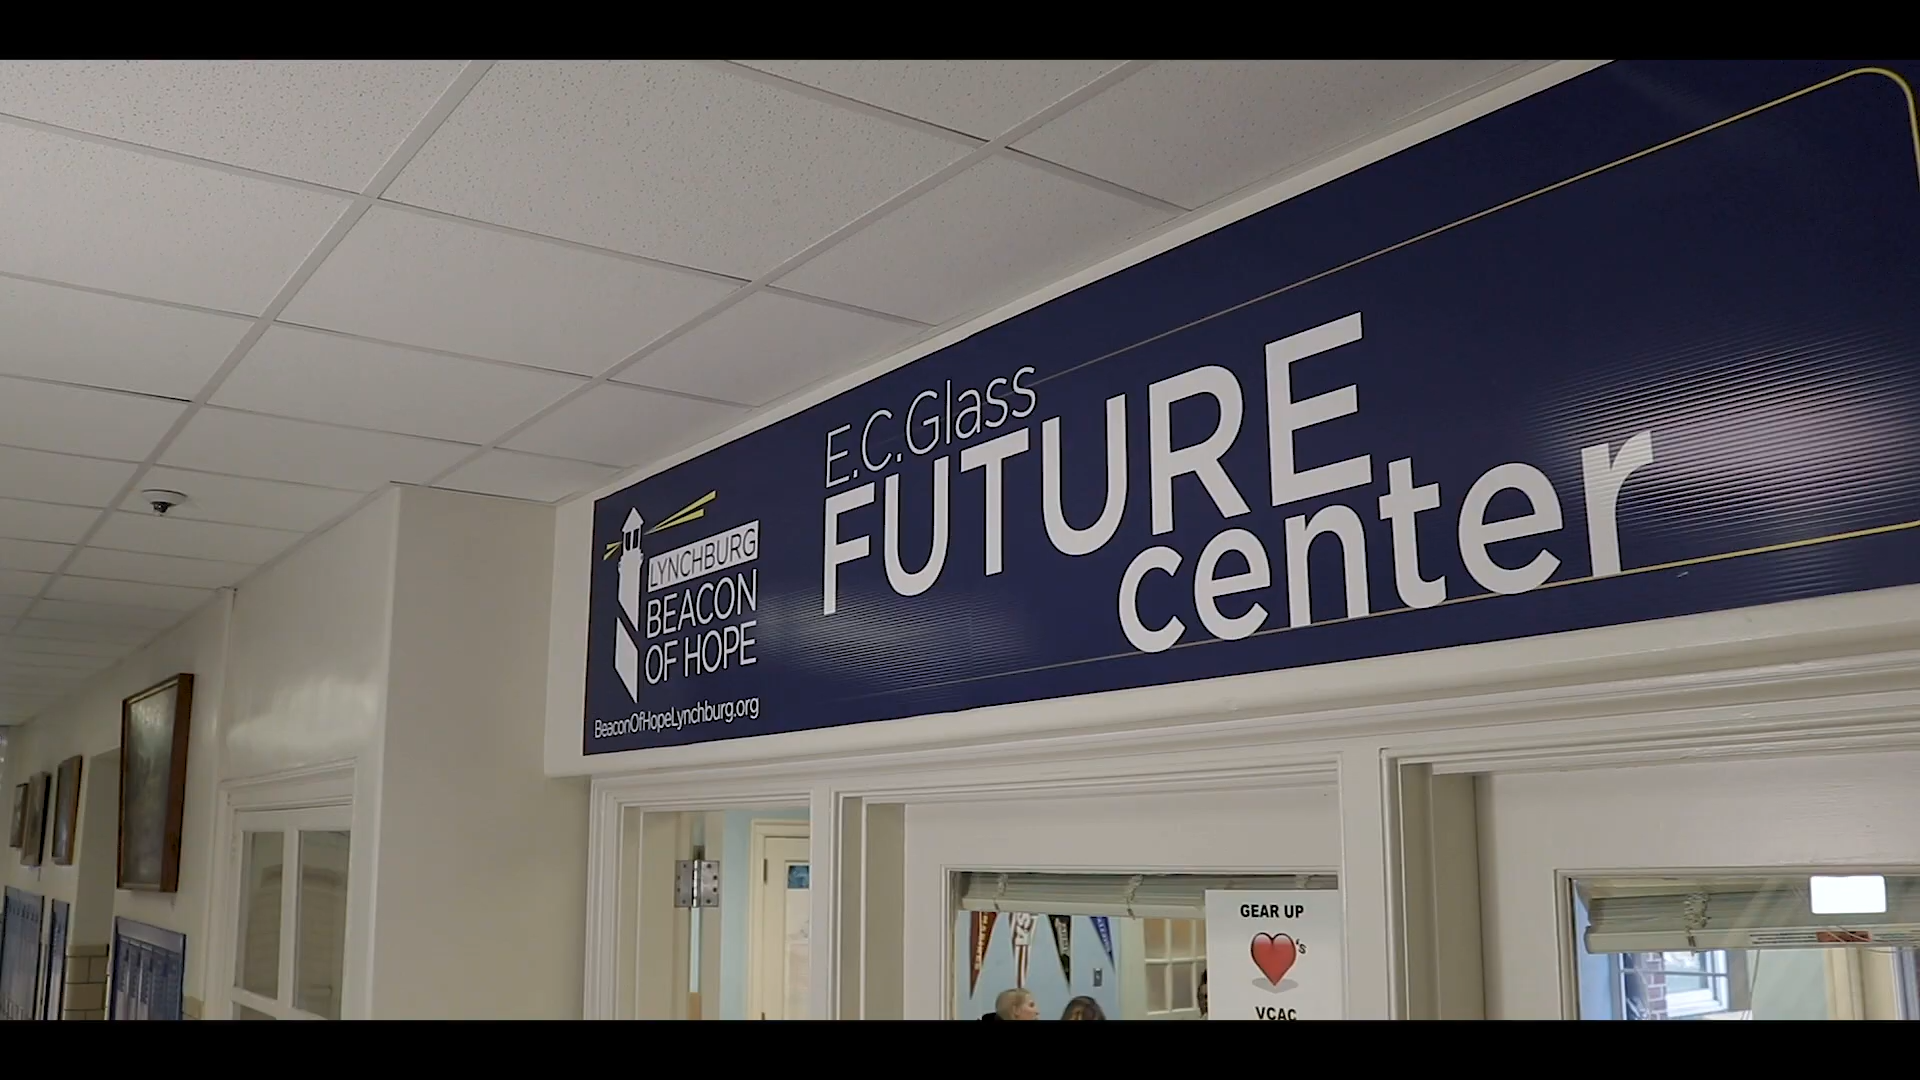 E.C.Glass
FUTURE
center
LYNCHBURG
BEACON
OF HOPE
BeaconOfHopeLynchburg.org
GEAR UP
❤'s
VCAC